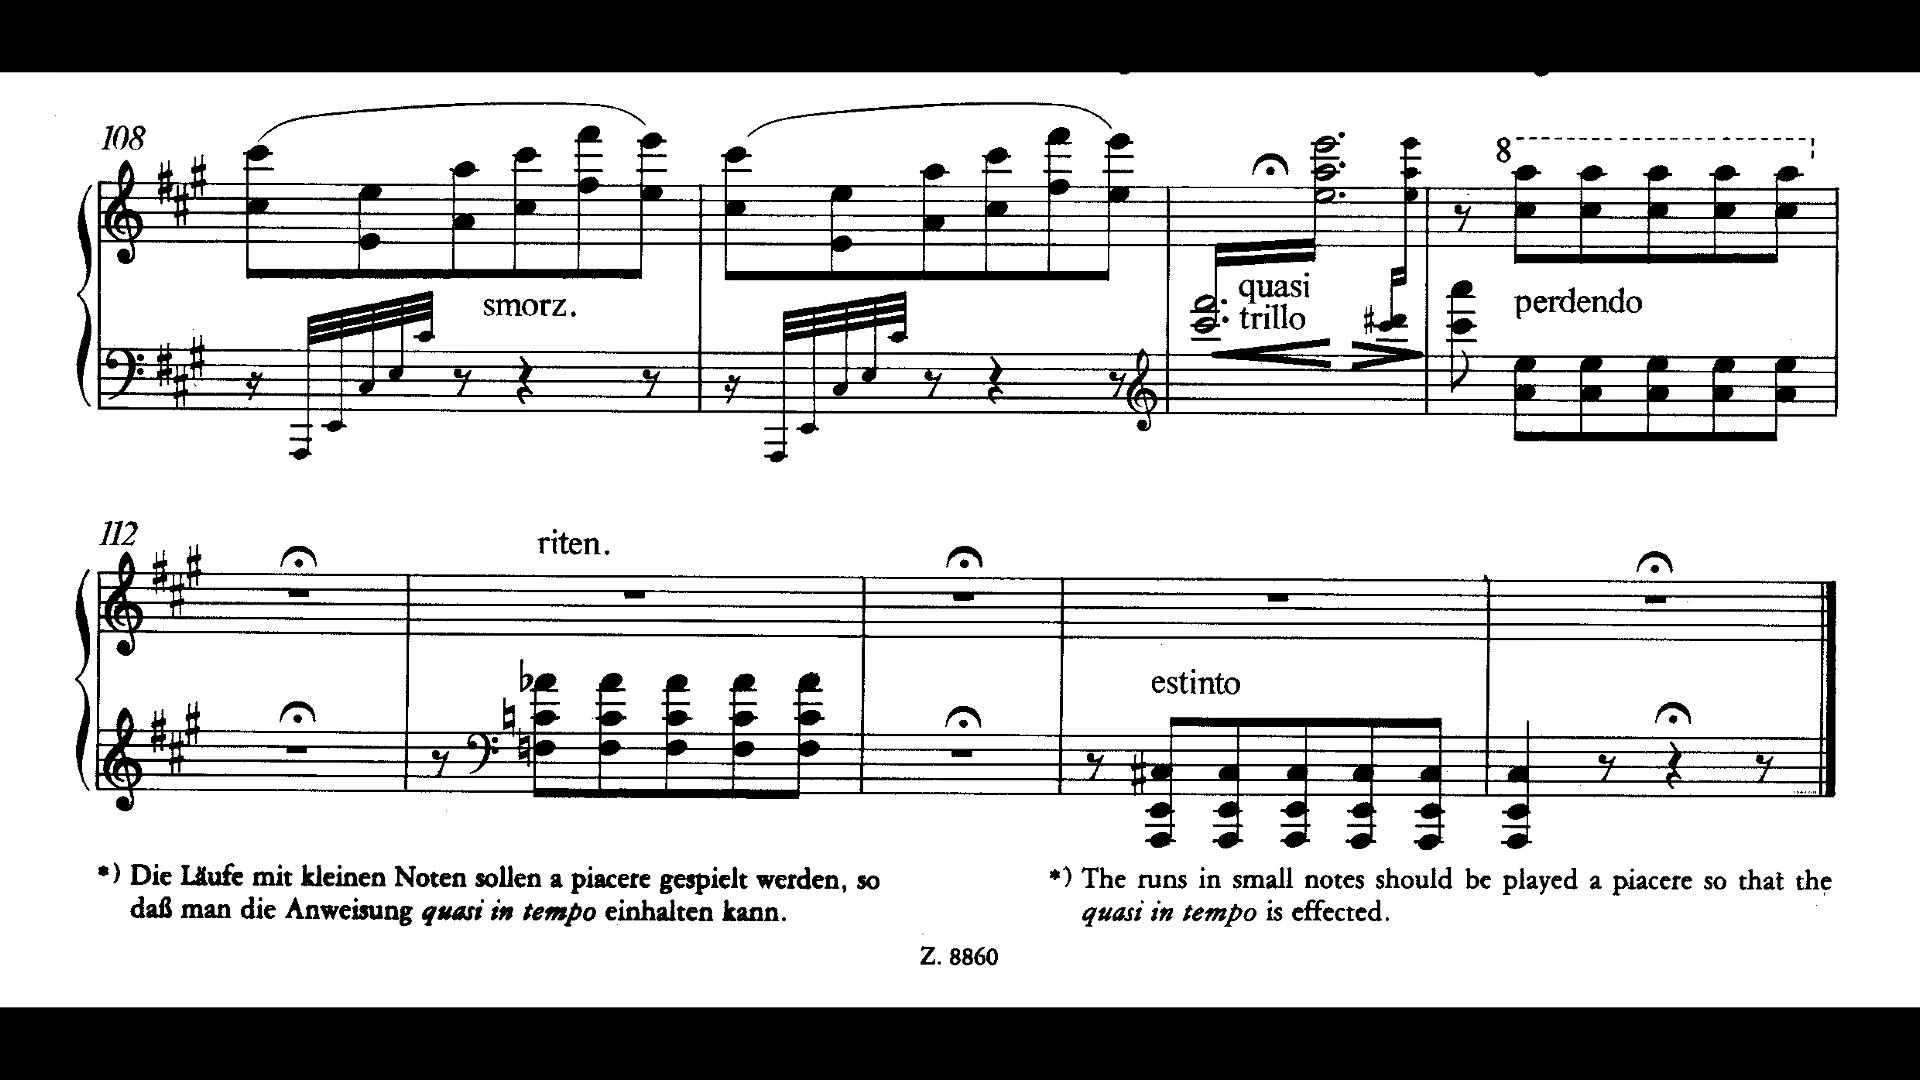 108
smorz.
quasi
trillo
8
perdendo
112
riten.
estinto
*) Die Läufe mit kleinen Noten sollen a piacere gespielt werden, so
daß man die Anweisung quasi in tempo einhalten kann.
*) The runs in small notes should be played a piacere so that the
quasi in tempo is effected.
Z. 8860